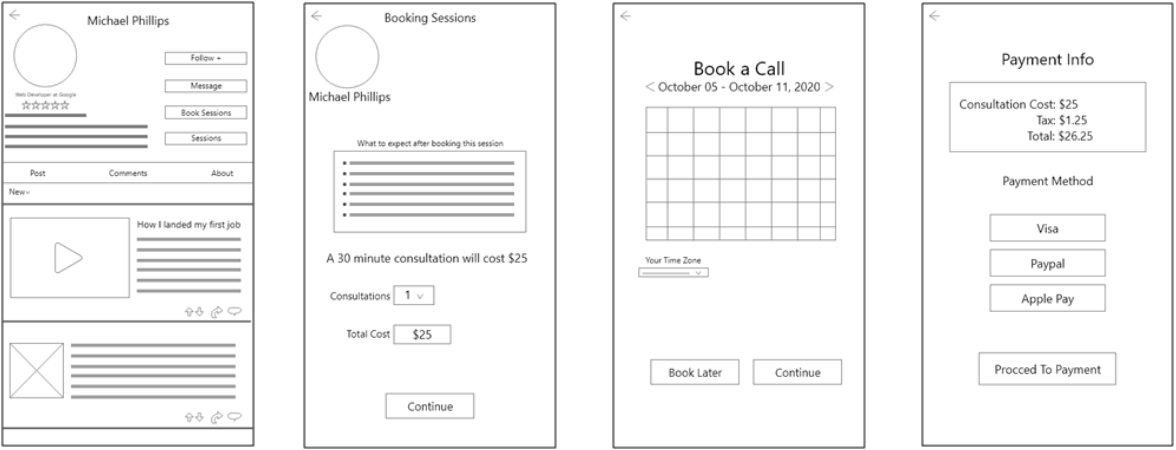 Michael Phillips
Follow +
Message
Web Developer at Google
Book Sessions
Sessions
Post Comments About
New
How I landed my first job
Booking Sessions
Michael Phillips
What to expect after booking this session
A 30 minute consultation will cost $25
Consultations 1
Total Cost $25
Continue
Book a Call
< October 05 - October 11, 2020 >
Your Time Zone
Book Later Continue
Payment Info
Consultation Cost: $25
Tax: $1.25
Total: $26.25
Payment Method
Visa
Paypal
Apple Pay
Procced To Payment